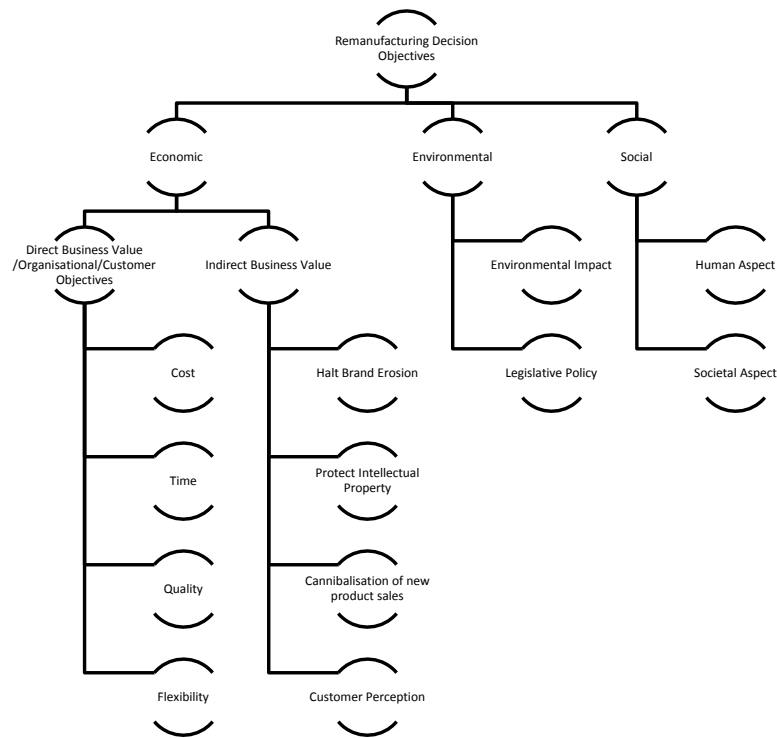 Remanufacturing Decision
Objectives
Economic
Environmental
Social
Direct Business Value
/Organisational/Customer
Objectives
Indirect Business Value
Environmental Impact
Human Aspect
Cost
Halt Brand Erosion
Legislative Policy
Societal Aspect
Time
Protect Intellectual
Property
Quality
Cannibalisation of new
product sales
Flexibility
Customer Perception